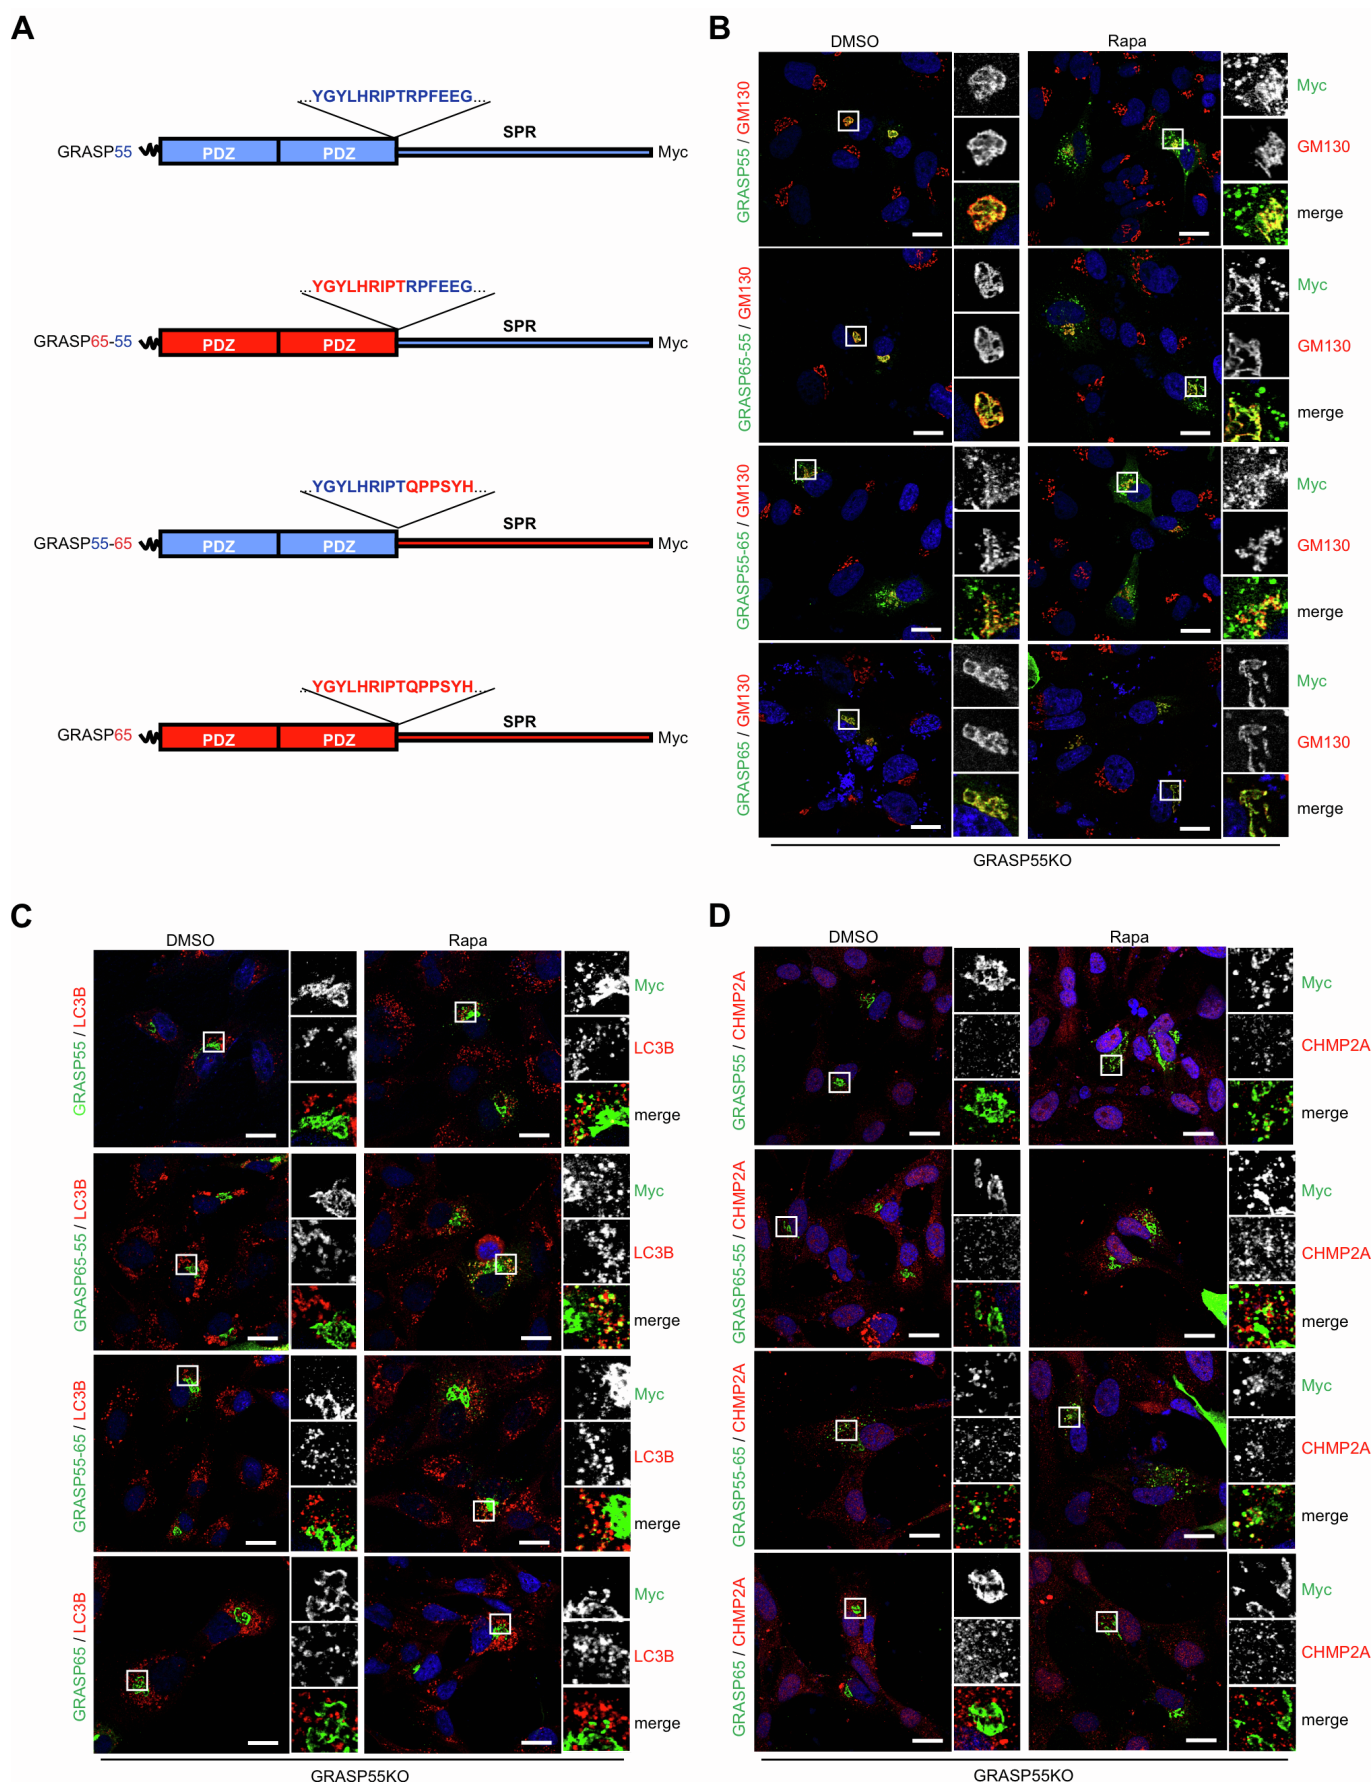 A
...YGYLHRIPTRPFEEG...
SPR
GRASP55
PDZ
PDZ
Myc
...YGYLHRIPTRPFEEG...
SPR
GRASP65-55
PDZ
PDZ
Myc
...YGYLHRIPTQPPSYH...
SPR
GRASP55-65
PDZ
PDZ
Myc
...YGYLHRIPTQPPSYH...
SPR
GRASP65
PDZ
PDZ
Myc
B
DMSO
Rapa
GRASP55 / GM130
Myc
GM130
merge
GRASP65-55 / GM130
Myc
GM130
merge
GRASP55-65 / GM130
Myc
GM130
merge
GRASP65 / GM130
Myc
GM130
merge
GRASP55KO
C
DMSO
Rapa
GRASP55 / LC3B
Myc
LC3B
merge
GRASP65-55 / LC3B
Myc
LC3B
merge
GRASP55-65 / LC3B
Myc
LC3B
merge
GRASP65 / LC3B
Myc
LC3B
merge
GRASP55KO
D
DMSO
Rapa
GRASP55 / CHMP2A
Myc
CHMP2A
merge
GRASP65-55 / CHMP2A
Myc
CHMP2A
merge
GRASP55-65 / CHMP2A
Myc
CHMP2A
merge
GRASP65 / CHMP2A
Myc
CHMP2A
merge
GRASP55KO